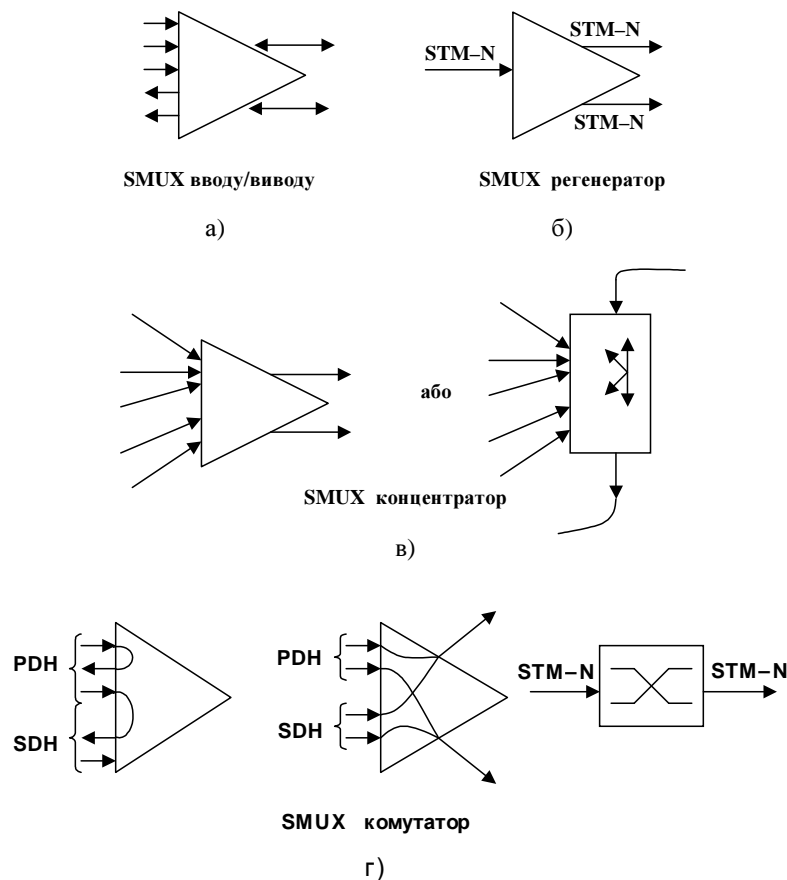 STM–N
STM–N
STM–N
SMUX вводу/виводу
SMUX регенератор
а)
б)
або
SMUX концентратор
в)
PDH
SDH
PDH
SDH
STM–N
STM–N
SMUX комутатор
г)